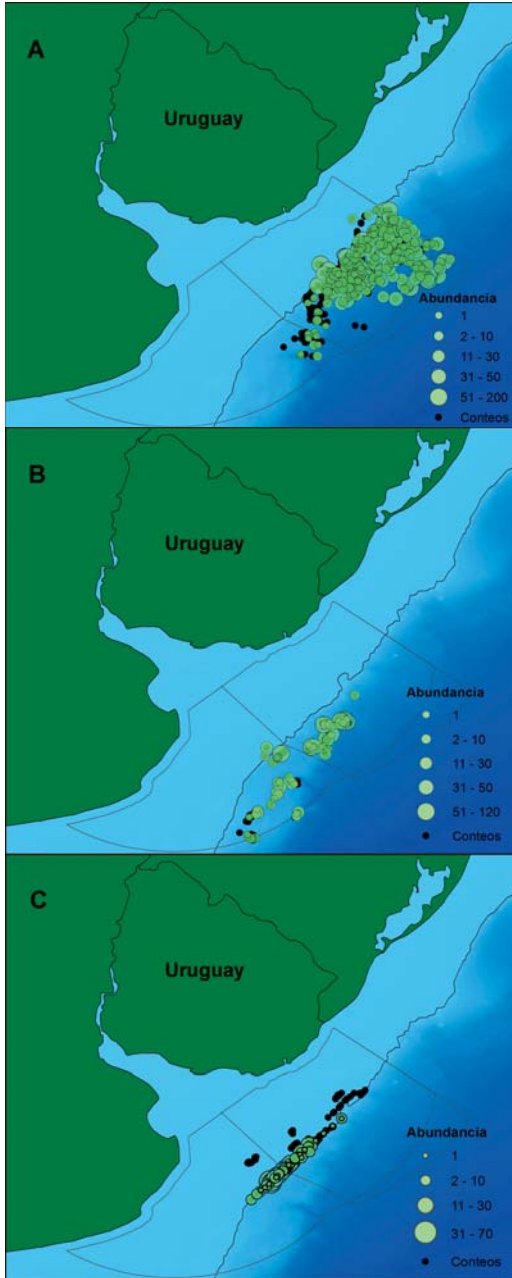 A
Uruguay
Abundancia
1
2 - 10
11 - 30
31 - 50
51 - 200
Conteos
B
Uruguay
Abundancia
1
2 - 10
11 - 30
31 - 50
51 - 120
Conteos
C
Uruguay
Abundancia
1
2 - 10
11 - 30
31 - 70
Conteos